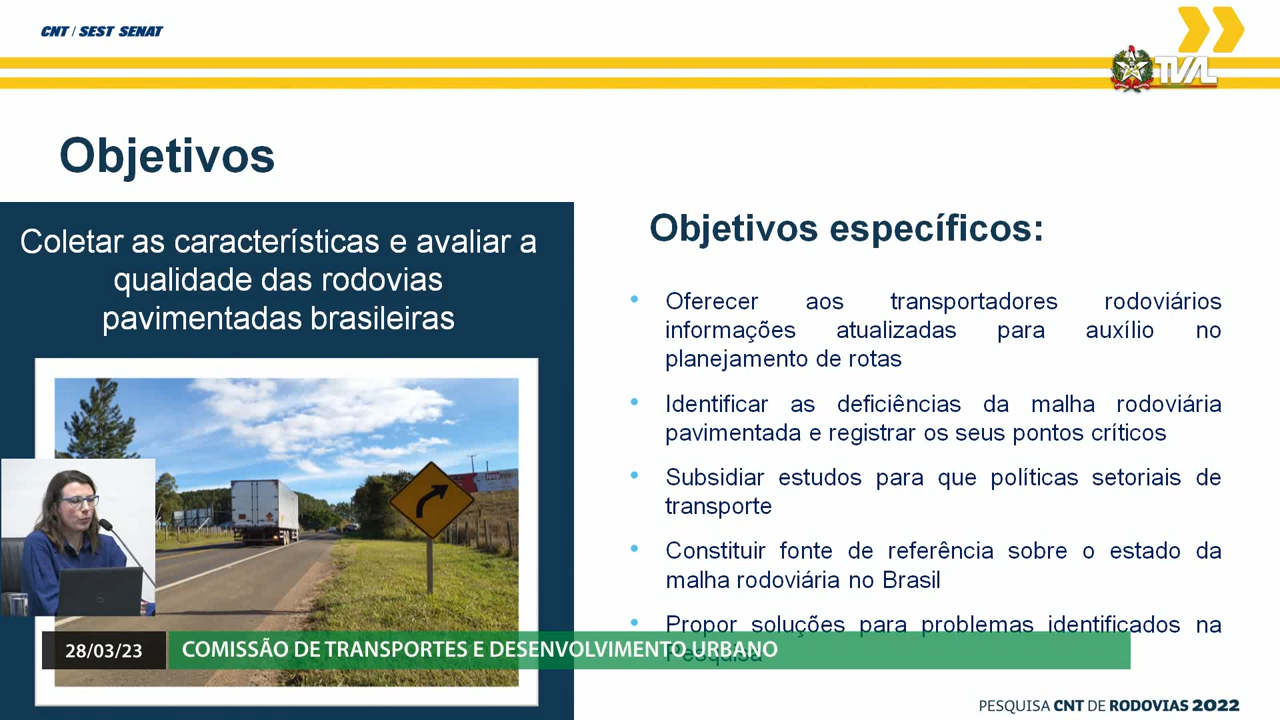 CNT / SEST SENAT
TVAL
Objetivos
Coletar as características e avaliar a
qualidade das rodovias
pavimentadas brasileiras
Objetivos específicos:
• Oferecer aos transportadores rodoviários
informações atualizadas para auxílio no
planejamento de rotas
• Identificar as deficiências da malha rodoviária
pavimentada e registrar os seus pontos críticos
• Subsidiar estudos para que políticas setoriais de
transporte
• Constituir fonte de referência sobre o estado da
malha rodoviária no Brasil
• Propor soluções para problemas identificados na
Pesquisa
28/03/23
COMISSÃO DE TRANSPORTES E DESENVOLVIMENTO URBANO
PESQUISA CNT DE RODOVIAS 2022